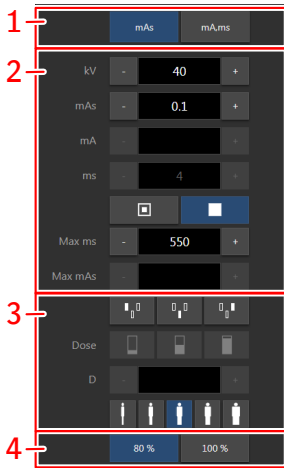 1
mAs mA,ms
2
kV - 40 +
mAs - 0.1 +
mA - +
ms - 4 +
Max ms - 550 +
Max mAs - +
3
Dose
D - +
4
80 % 100 %